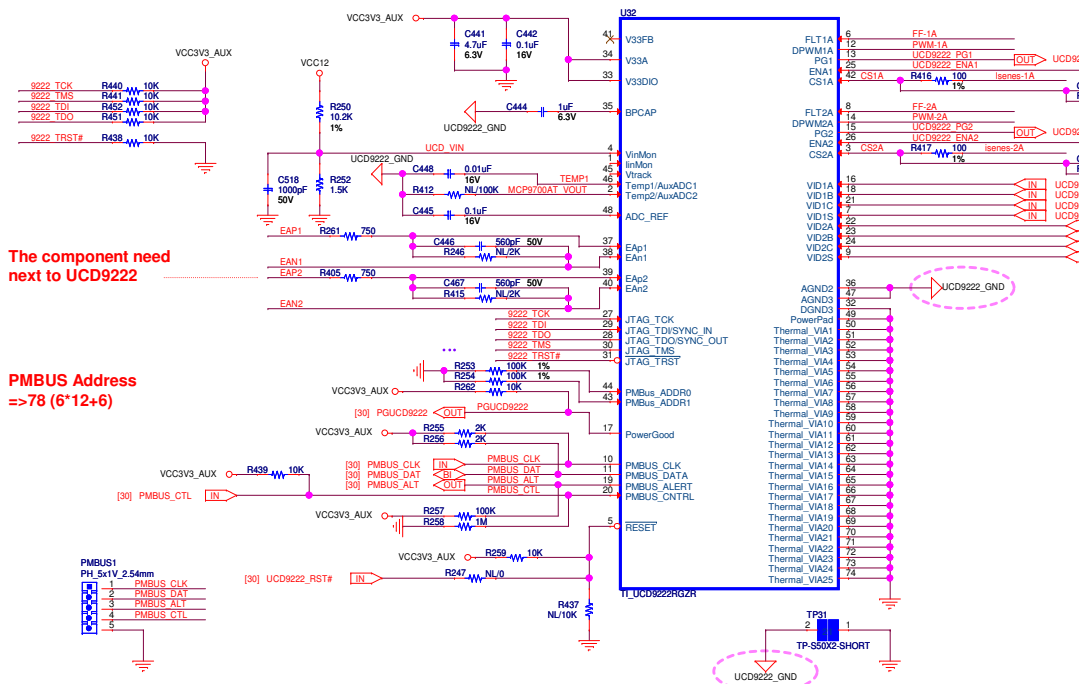 U32
VCC3V3_AUX
C441
4.7uF
6.3V
C442
0.1uF
16V
41
V33FB
34
V33A
33
V33DIO
VCC3V3_AUX
9222_TCK R440 10K
9222_TMS R441 10K
9222_TDI R452 10K
9222_TDO R451 10K
9222_TRST# R438 10K
VCC12
R250
10.2K
1%
C444 1uF
6.3V
35
BPCAP
UCD9222_GND
UCD_VIN
4
VinMon
1
IinMon
45
Vtrack
46
Temp1/AuxADC1
2
Temp2/AuxADC2
48
ADC_REF
UCD9222_GND
C448 0.01uF
16V
TEMP1
R412 NL/100K MCP9700AT_VOUT
C445 0.1uF
16V
C518
1000pF
50V
R252
1.5K
EAP1 R261 750
C446 560pF 50V
R246 NL/2K
EAN1
37
EAp1
38
EAn1
The component need
next to UCD9222
EAP2 R405 750
C467 560pF 50V
R415 NL/2K
EAN2
39
EAp2
40
EAn2
9222_TCK 27 JTAG_TCK
9222_TDI 29 JTAG_TDI/SYNC_IN
9222_TDO 28 JTAG_TDO/SYNC_OUT
9222_TMS 30 JTAG_TMS
9222_TRST# 31 JTAG_TRST
R253 100K 1%
R254 100K 1%
VCC3V3_AUX R262 10K
44
PMBus_ADDR0
43
PMBus_ADDR1
PMBUS Address
=>78 (6*12+6)
[30] PGUCD9222 OUT PGUCD9222
17
PowerGood
VCC3V3_AUX
R255 2K
R256 2K
[30] PMBUS_CLK IN PMBUS_CLK 10 PMBUS_CLK
[30] PMBUS_DAT BI PMBUS_DAT 11 PMBUS_DATA
[30] PMBUS_ALT OUT PMBUS_ALT 19 PMBUS_ALERT
PMBUS_CTL 20 PMBUS_CNTRL
VCC3V3_AUX R439 10K
[30] PMBUS_CTL IN
VCC3V3_AUX
R257 100K
R258 1M
5
RESET
VCC3V3_AUX R259 10K
[30] UCD9222_RST# IN R247 NL/0
R437
NL/10K
TI_UCD9222RGZR
PMBUS1
PH_5x1V_2.54mm
1 PMBUS_CLK
2 PMBUS_DAT
3 PMBUS_ALT
4 PMBUS_CTL
5
FLT1A 6 FF-1A
DPWM1A 12 PWM-1A
PG1 13 UCD9222_PG1 OUT
ENA1 25 UCD9222_ENA1
CS1A 42 CS1A R416 100 Isenes-1A
1%
FLT2A 8 FF-2A
DPWM2A 14 PWM-2A
PG2 15 UCD9222_PG2 OUT
ENA2 26 UCD9222_ENA2
CS2A 3 CS2A R417 100 isenes-2A
1%
VID1A 16 IN
VID1B 18 IN
VID1C 21 IN
VID1S 7 IN
VID2A 22
VID2B 23
VID2C 24
VID2S 9
AGND2 36
AGND3 47
DGND3 32
UCD9222_GND
PowerPad 49
Thermal_VIA1 50
Thermal_VIA2 51
Thermal_VIA3 52
Thermal_VIA4 53
Thermal_VIA5 54
Thermal_VIA6 55
Thermal_VIA7 56
Thermal_VIA8 57
Thermal_VIA9 58
Thermal_VIA10 59
Thermal_VIA11 60
Thermal_VIA12 61
Thermal_VIA13 62
Thermal_VIA14 63
Thermal_VIA15 64
Thermal_VIA16 65
Thermal_VIA17 66
Thermal_VIA18 67
Thermal_VIA19 68
Thermal_VIA20 69
Thermal_VIA21 70
Thermal_VIA22 71
Thermal_VIA23 72
Thermal_VIA24 73
Thermal_VIA25 74
TP31
2 1
TP-S50X2-SHORT
UCD9222_GND